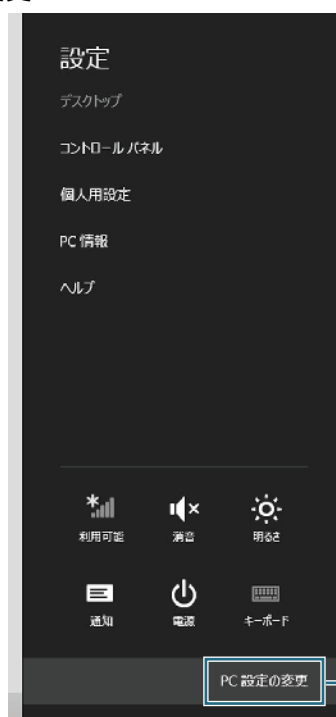 設定
デスクトップ
コントロール パネル
個人用設定
PC 情報
ヘルプ
利用可能
消音
明るさ
通知
電源
キーボード
PC 設定の変更